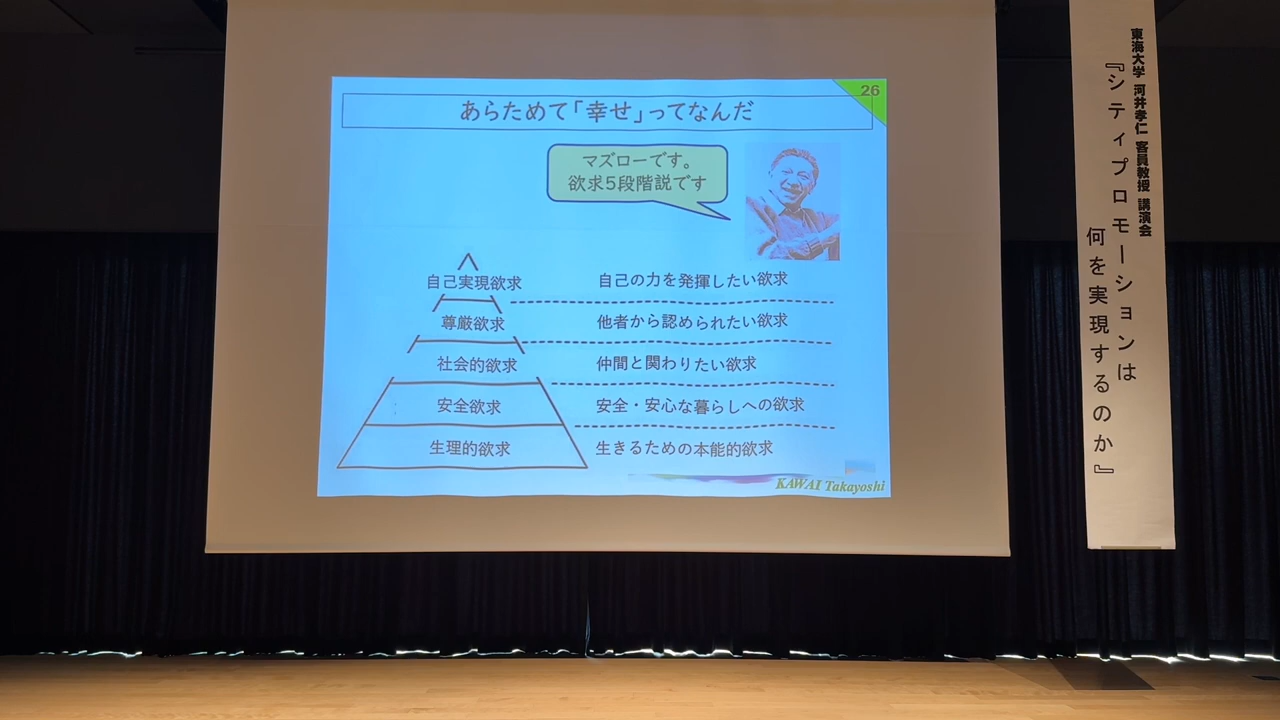 26
あらためて「幸せ」ってなんだ
マズローです。
欲求5段階説です
自己実現欲求 自己の力を発揮したい欲求
尊厳欲求 他者から認められたい欲求
社会的欲求 仲間と関わりたい欲求
安全欲求 安全・安心な暮らしへの欲求
生理的欲求 生きるための本能的欲求
KAWAI Takayoshi
東海大学 河井孝仁 客員教授 講演会
『シティプロモーションは
何を実現するのか』